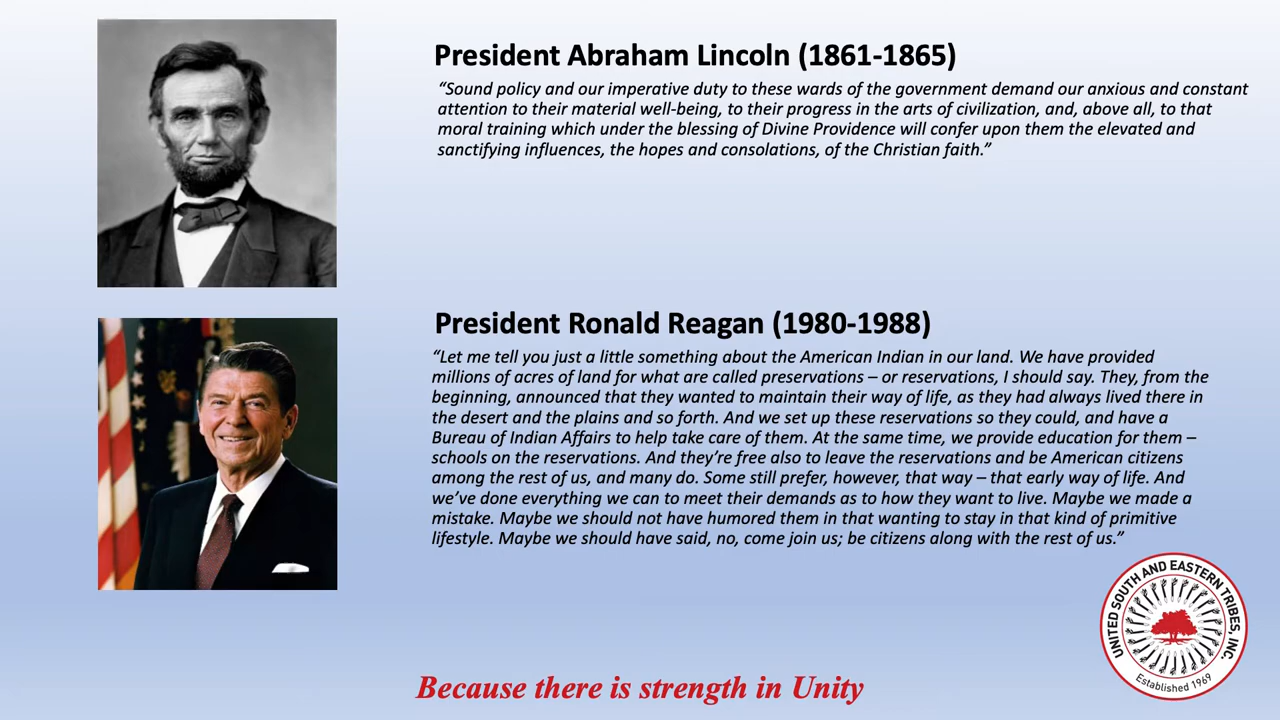 President Abraham Lincoln (1861-1865)
“Sound policy and our imperative duty to these wards of the government demand our anxious and constant
attention to their material well-being, to their progress in the arts of civilization, and, above all, to that
moral training which under the blessing of Divine Providence will confer upon them the elevated and
sanctifying influences, the hopes and consolations, of the Christian faith.”
President Ronald Reagan (1980-1988)
“Let me tell you just a little something about the American Indian in our land. We have provided
millions of acres of land for what are called preservations – or reservations, I should say. They, from the
beginning, announced that they wanted to maintain their way of life, as they had always lived there in
the desert and the plains and so forth. And we set up these reservations so they could, and have a
Bureau of Indian Affairs to help take care of them. At the same time, we provide education for them –
schools on the reservations. And they’re free also to leave the reservations and be American citizens
among the rest of us, and many do. Some still prefer, however, that way – that early way of life. And
we’ve done everything we can to meet their demands as to how they want to live. Maybe we made a
mistake. Maybe we should not have humored them in that wanting to stay in that kind of primitive
lifestyle. Maybe we should have said, no, come join us; be citizens along with the rest of us.”
UNITED SOUTH AND EASTERN TRIBES, INC.
Established 1969
Because there is strength in Unity